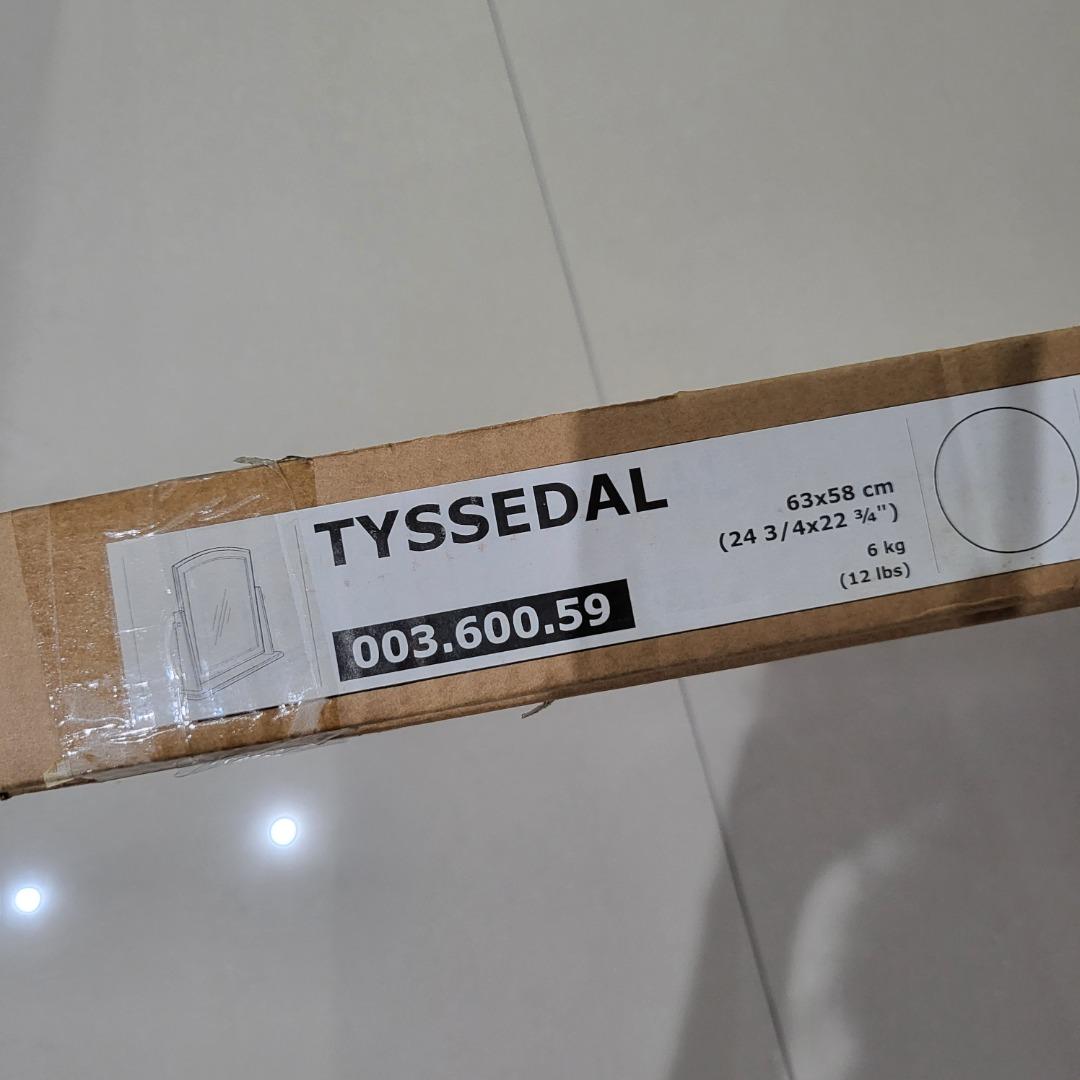 TYSSEDAL
003.600.59
63x58 cm
(24 3/4x22 ¾")
6 kg
(12 lbs)